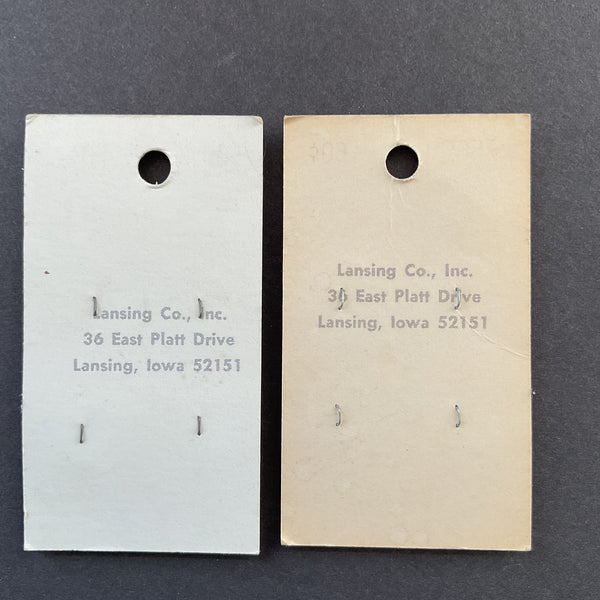 Lansing Co., Inc.
36 East Platt Drive
Lansing, Iowa 52151
Lansing Co., Inc.
36 East Platt Drive
Lansing, Iowa 52151